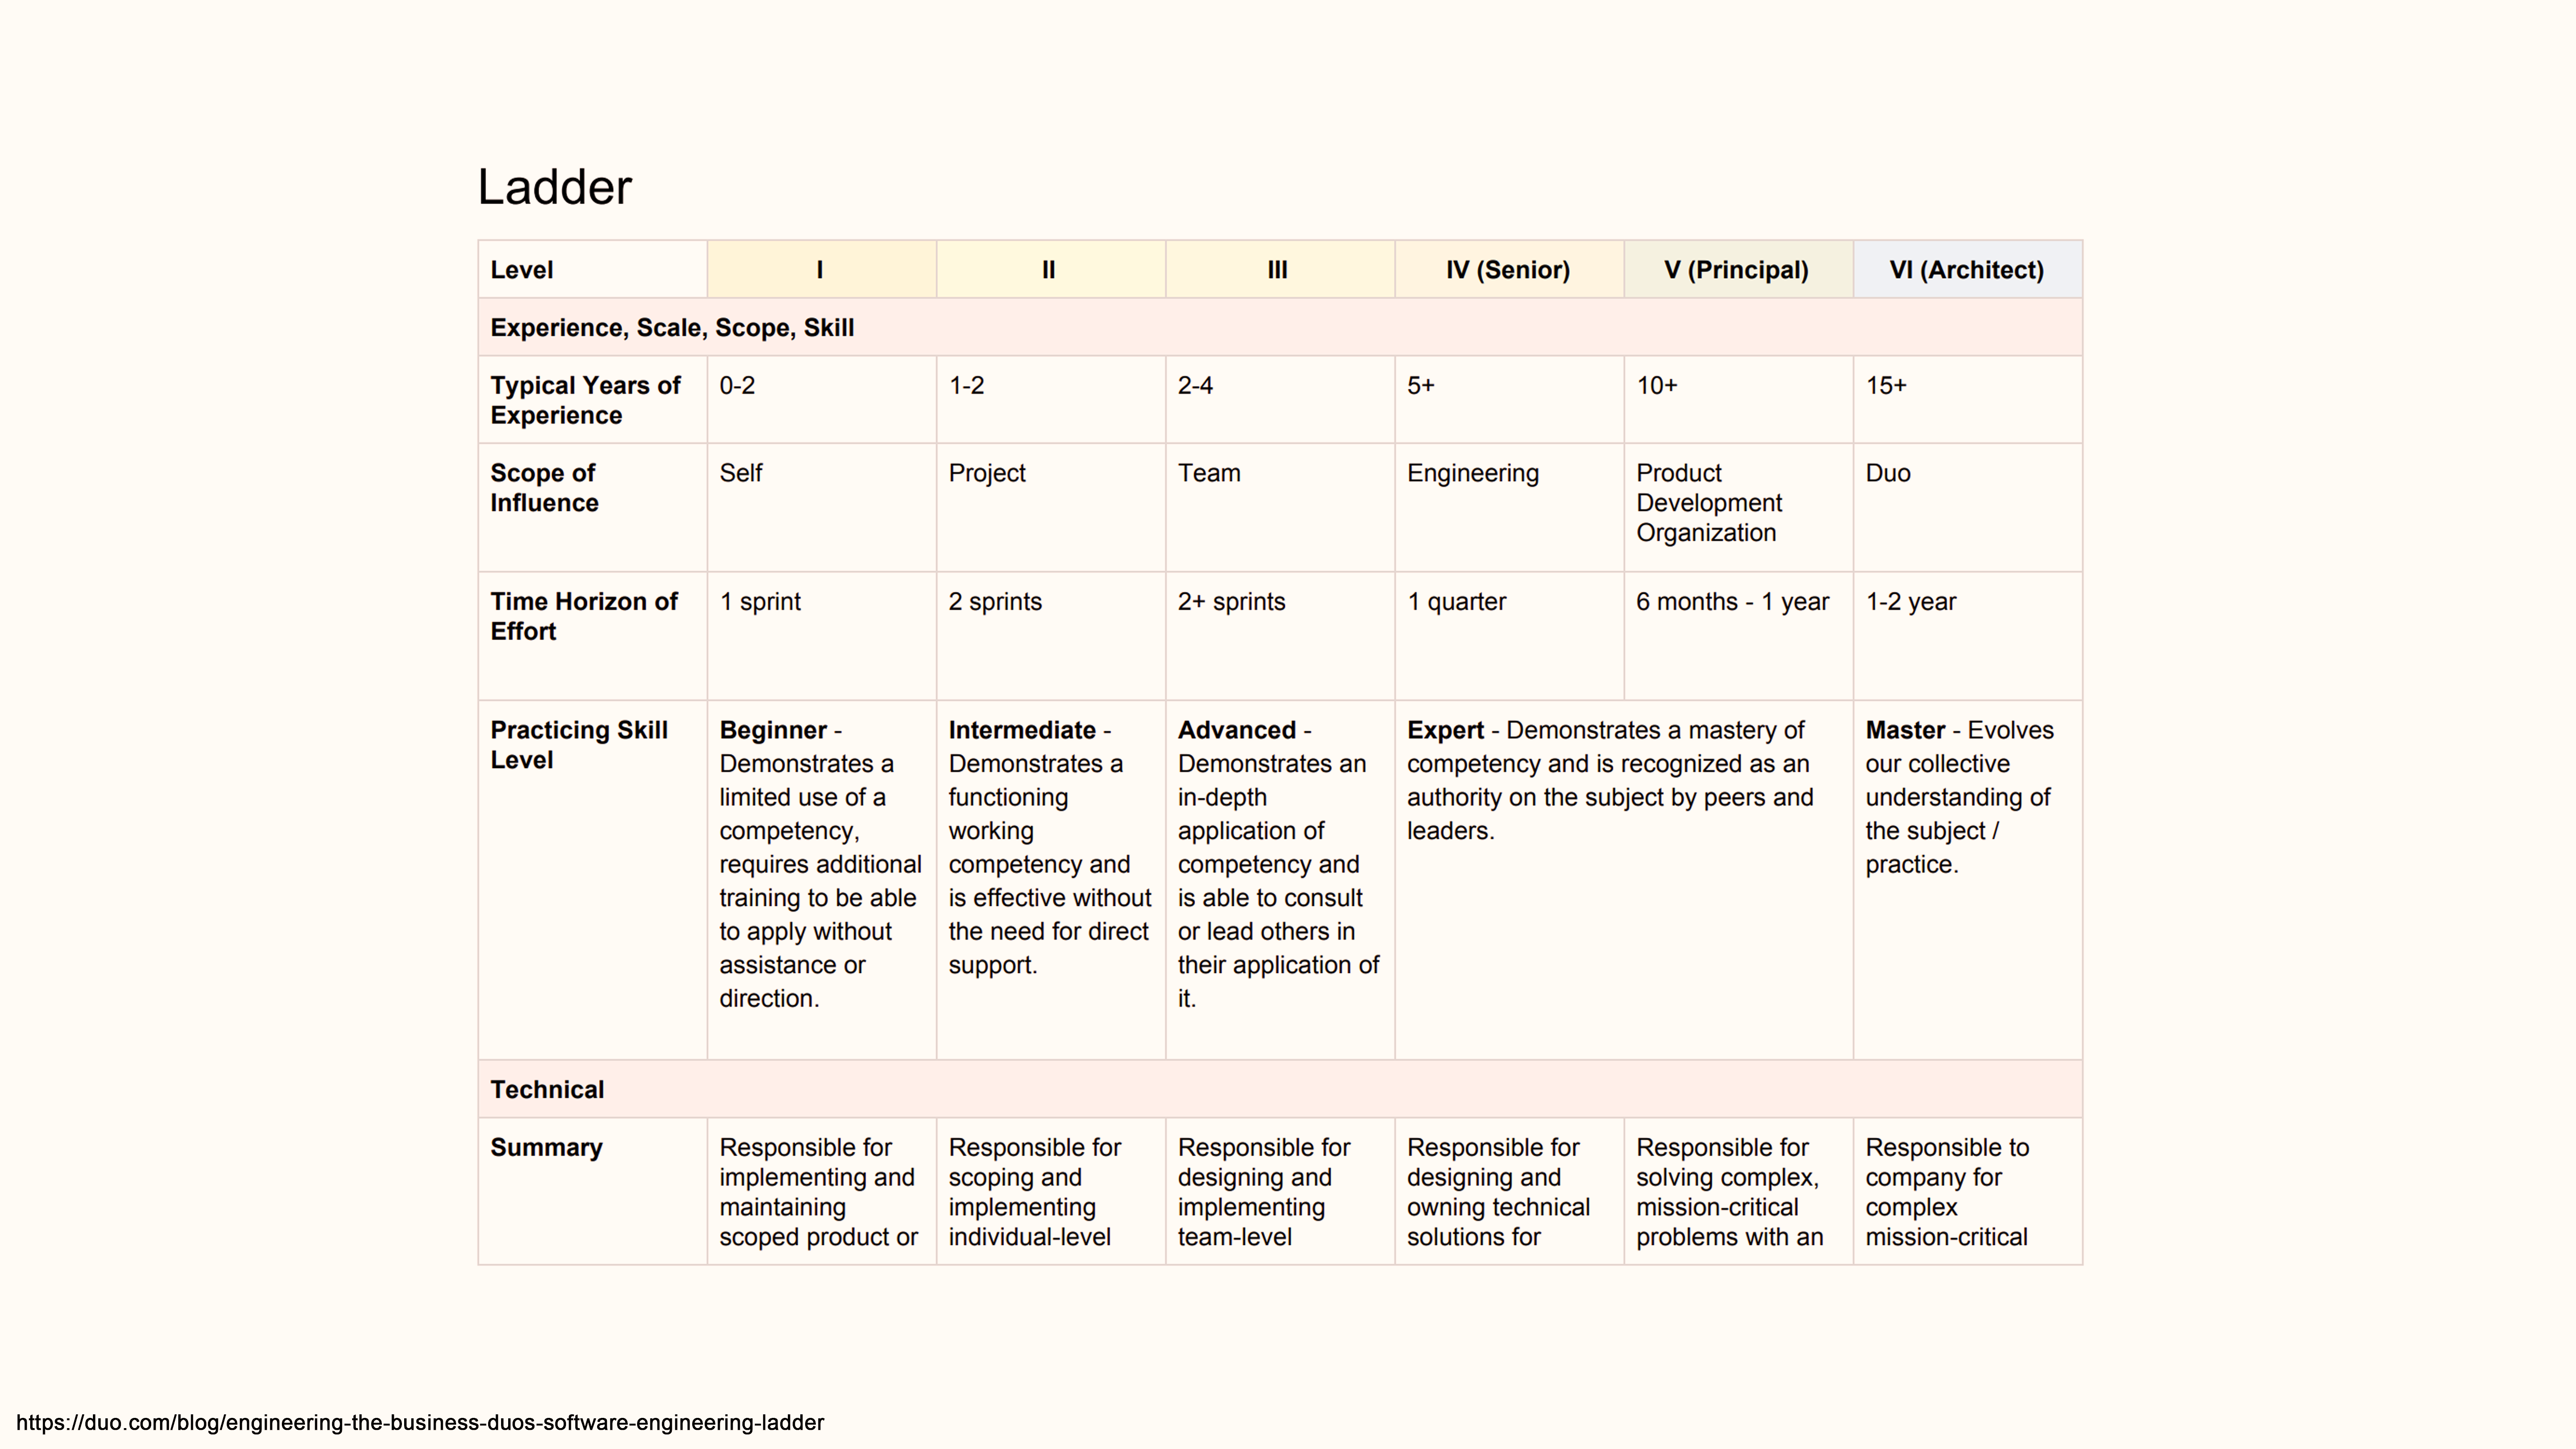 Ladder
Level I II III IV (Senior) V (Principal) VI (Architect)
Experience, Scale, Scope, Skill
Typical Years of
Experience
0-2
1-2
2-4
5+
10+
15+
Scope of
Influence
Self
Project
Team
Engineering
Product
Development
Organization
Duo
Time Horizon of
Effort
1 sprint
2 sprints
2+ sprints
1 quarter
6 months - 1 year
1-2 year
Practicing Skill
Level
Beginner -
Demonstrates a
limited use of a
competency,
requires additional
training to be able
to apply without
assistance or
direction.
Intermediate -
Demonstrates a
functioning
working
competency and
is effective without
the need for direct
support.
Advanced -
Demonstrates an
in-depth
application of
competency and
is able to consult
or lead others in
their application of
it.
Expert - Demonstrates a mastery of
competency and is recognized as an
authority on the subject by peers and
leaders.
Master - Evolves
our collective
understanding of
the subject /
practice.
Technical
Summary
Responsible for
implementing and
maintaining
scoped product or
Responsible for
scoping and
implementing
individual-level
Responsible for
designing and
implementing
team-level
Responsible for
designing and
owning technical
solutions for
Responsible for
solving complex,
mission-critical
problems with an
Responsible to
company for
complex
mission-critical
https://duo.com/blog/engineering-the-business-duos-software-engineering-ladder